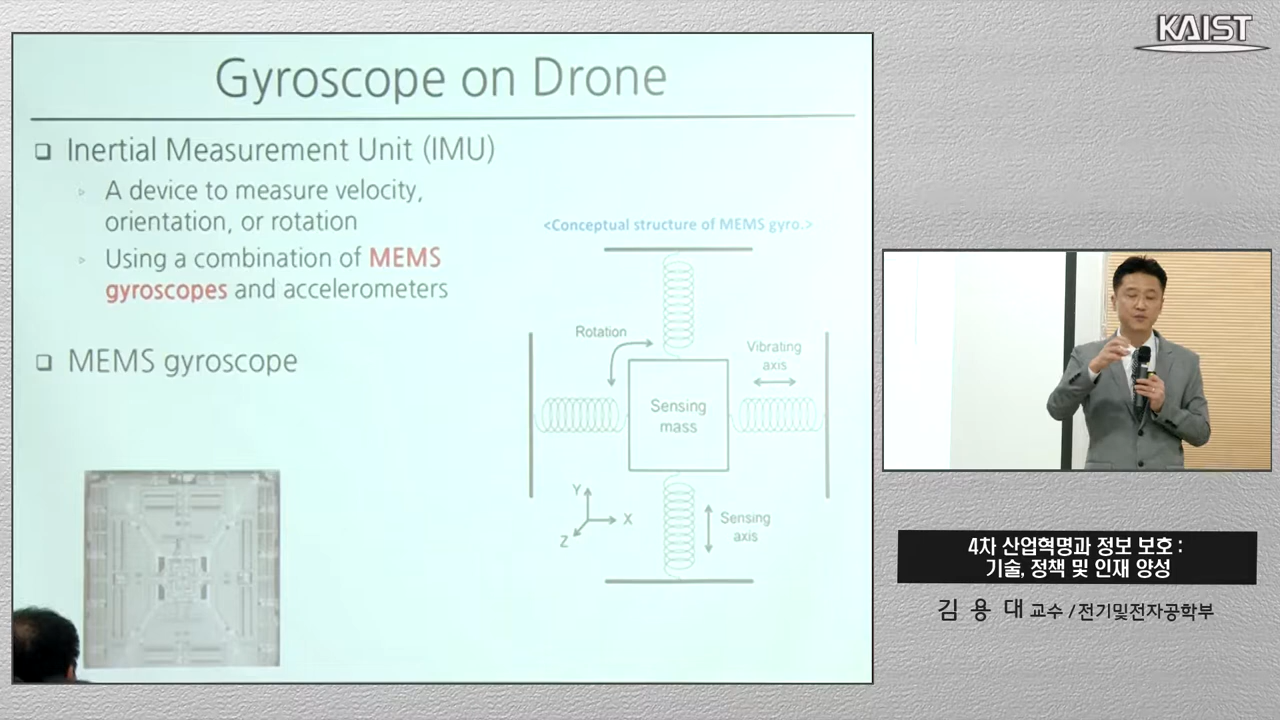 KAIST
Gyroscope on Drone
Inertial Measurement Unit (IMU)
A device to measure velocity,
orientation, or rotation
Using a combination of MEMS
gyroscopes and accelerometers
MEMS gyroscope
<Conceptual structure of MEMS gyro.>
Rotation
Vibrating
axis
Sensing
mass
Y
X
Z
Sensing
axis
4차 산업혁명과 정보 보호 :
기술, 정책 및 인재 양성
김 용 대 교수 / 전기및전자공학부